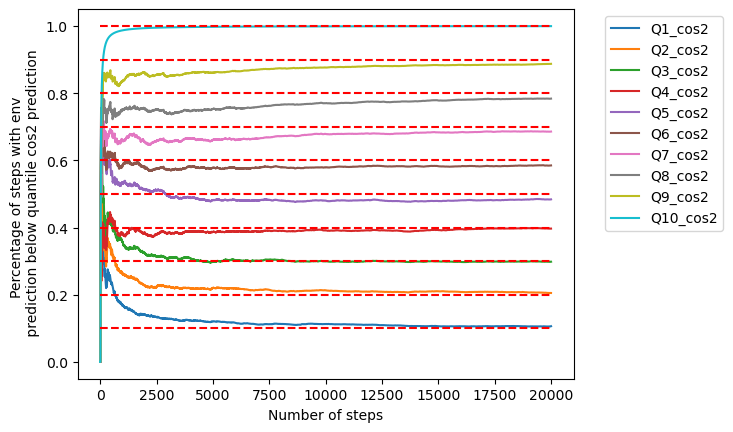 1.0
0.8
0.6
0.4
0.2
0.0
Percentage of steps with env
prediction below quantile cos2 prediction
0
2500
5000
7500
10000
12500
15000
17500
20000
Number of steps
Q1_cos2
Q2_cos2
Q3_cos2
Q4_cos2
Q5_cos2
Q6_cos2
Q7_cos2
Q8_cos2
Q9_cos2
Q10_cos2